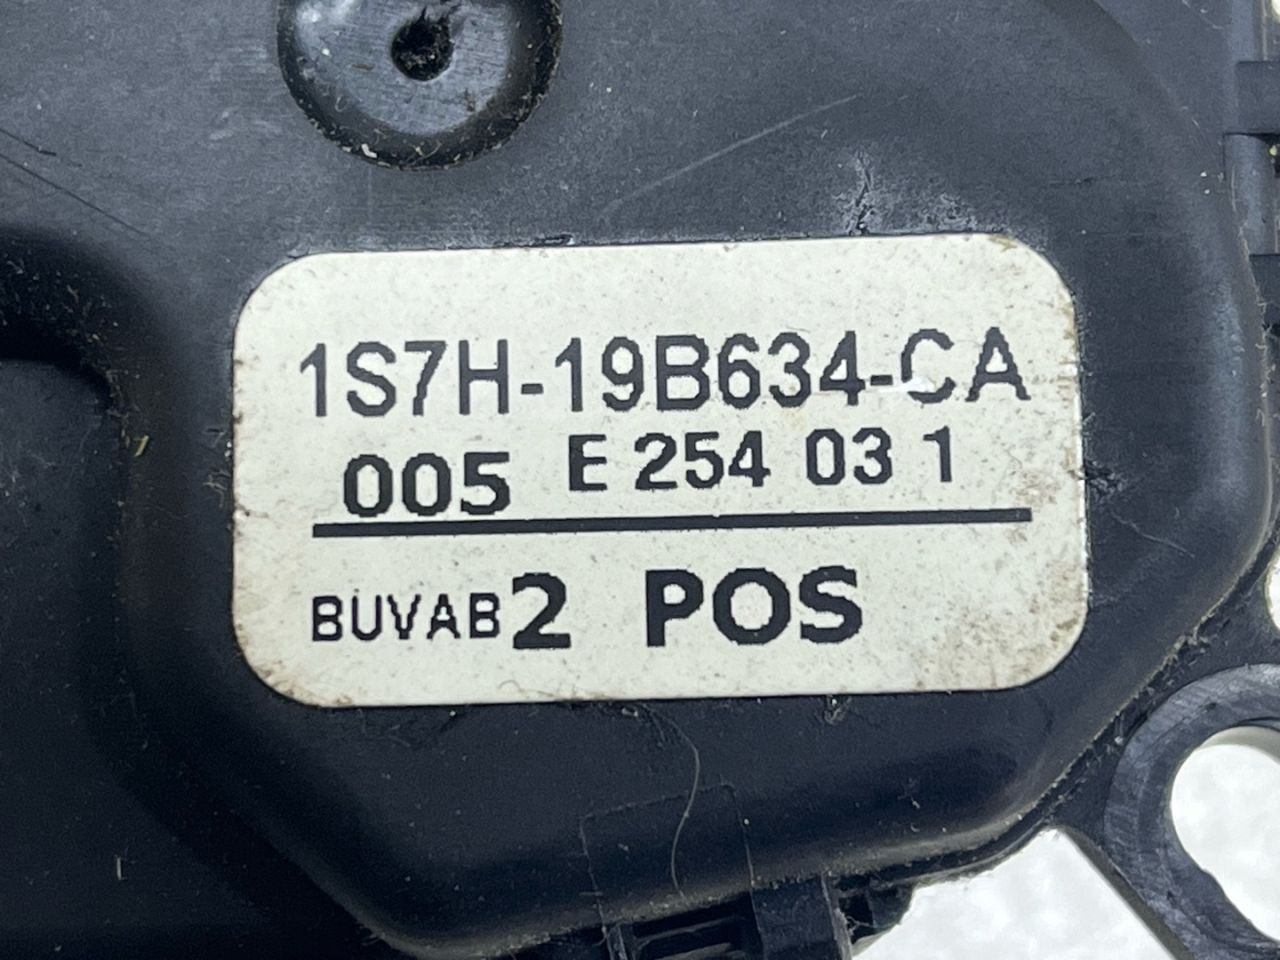 1S7H-19B634-CA
005 E 254 03 1
BUVAB2 POS